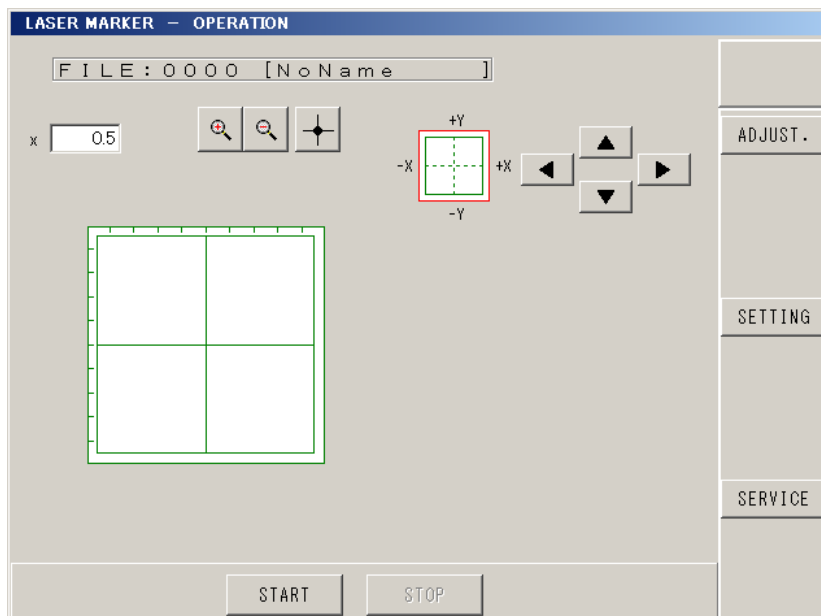 LASER MARKER － OPERATION
ＦＩＬＥ：００００ ［ＮｏＮａｍｅ　　　　］
x 0.5
+Y
-X
+X
-Y
ADJUST.
SETTING
SERVICE
START
STOP